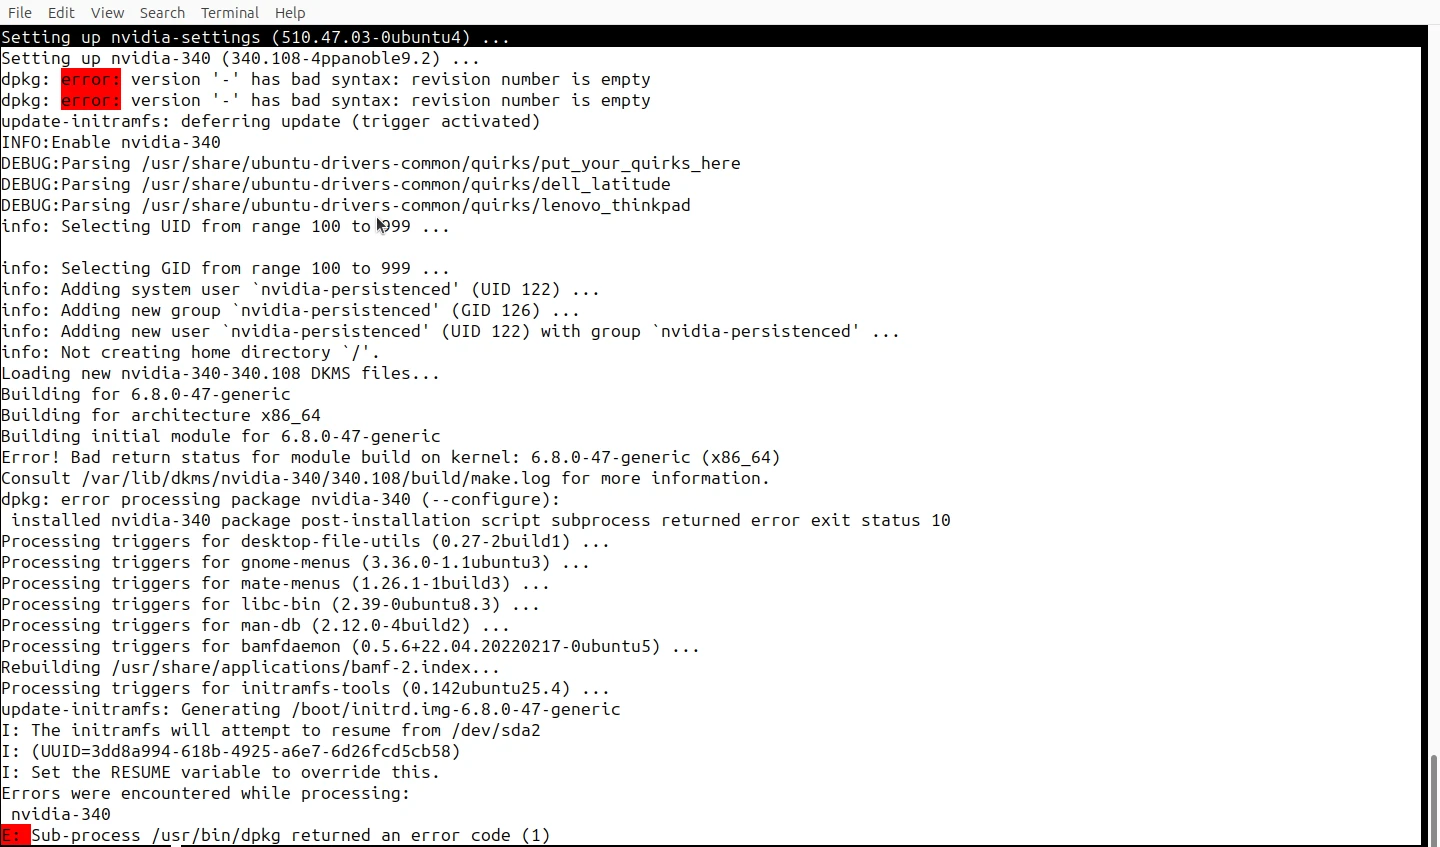 File Edit View Search Terminal Help
Setting up nvidia-settings (510.47.03-0ubuntu4) ...
Setting up nvidia-340 (340.108-4ppanoble9.2) ...
dpkg: error: version '-' has bad syntax: revision number is empty
dpkg: error: version '-' has bad syntax: revision number is empty
update-initramfs: deferring update (trigger activated)
INFO:Enable nvidia-340
DEBUG:Parsing /usr/share/ubuntu-drivers-common/quirks/put_your_quirks_here
DEBUG:Parsing /usr/share/ubuntu-drivers-common/quirks/dell_latitude
DEBUG:Parsing /usr/share/ubuntu-drivers-common/quirks/lenovo_thinkpad
info: Selecting UID from range 100 to 999 ...
info: Selecting GID from range 100 to 999 ...
info: Adding system user `nvidia-persistenced' (UID 122) ...
info: Adding new group `nvidia-persistenced' (GID 126) ...
info: Adding new user `nvidia-persistenced' (UID 122) with group `nvidia-persistenced' ...
info: Not creating home directory `/'.
Loading new nvidia-340-340.108 DKMS files...
Building for 6.8.0-47-generic
Building for architecture x86_64
Building initial module for 6.8.0-47-generic
Error! Bad return status for module build on kernel: 6.8.0-47-generic (x86_64)
Consult /var/lib/dkms/nvidia-340/340.108/build/make.log for more information.
dpkg: error processing package nvidia-340 (--configure):
installed nvidia-340 package post-installation script subprocess returned error exit status 10
Processing triggers for desktop-file-utils (0.27-2build1) ...
Processing triggers for gnome-menus (3.36.0-1.1ubuntu3) ...
Processing triggers for mate-menus (1.26.1-1build3) ...
Processing triggers for libc-bin (2.39-0ubuntu8.3) ...
Processing triggers for man-db (2.12.0-4build2) ...
Processing triggers for bamfdaemon (0.5.6+22.04.20220217-0ubuntu5) ...
Rebuilding /usr/share/applications/bamf-2.index...
Processing triggers for initramfs-tools (0.142ubuntu25.4) ...
update-initramfs: Generating /boot/initrd.img-6.8.0-47-generic
I: The initramfs will attempt to resume from /dev/sda2
I: (UUID=3dd8a994-618b-4925-a6e7-6d26fcd5cb58)
I: Set the RESUME variable to override this.
Errors were encountered while processing:
nvidia-340
E: Sub-process /usr/bin/dpkg returned an error code (1)